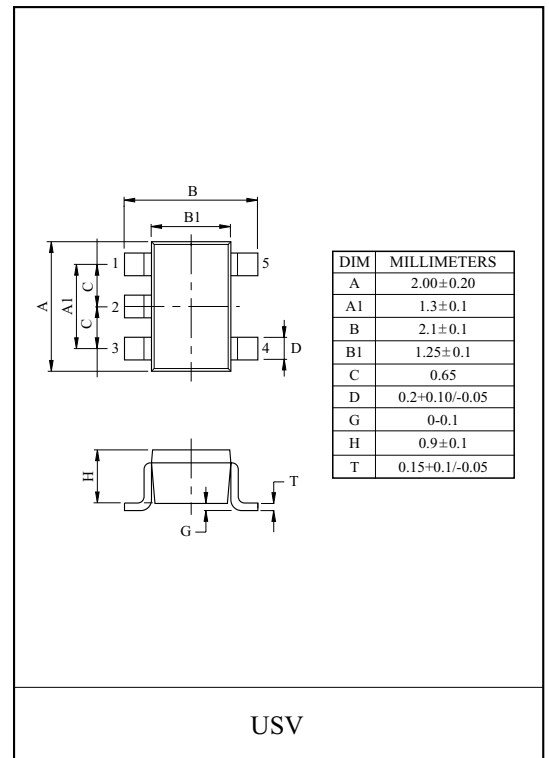 B
B1
1
5
A
A1
C
2
C
3
4
D
H
T
G
DIM MILLIMETERS
A 2.00±0.20
A1 1.3±0.1
B 2.1±0.1
B1 1.25±0.1
C 0.65
D 0.2+0.10/-0.05
G 0-0.1
H 0.9±0.1
T 0.15+0.1/-0.05
USV